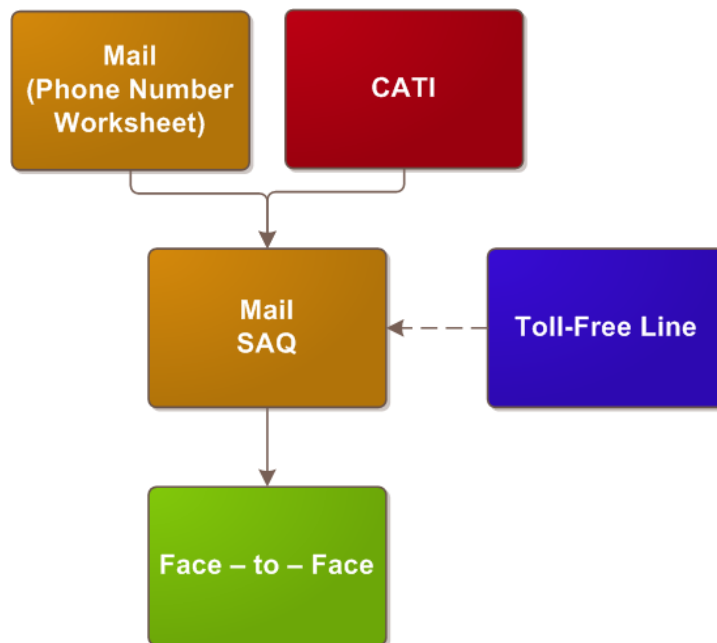 Mail
(Phone Number
Worksheet)
CATI
Mail
SAQ
Toll-Free Line
Face – to – Face